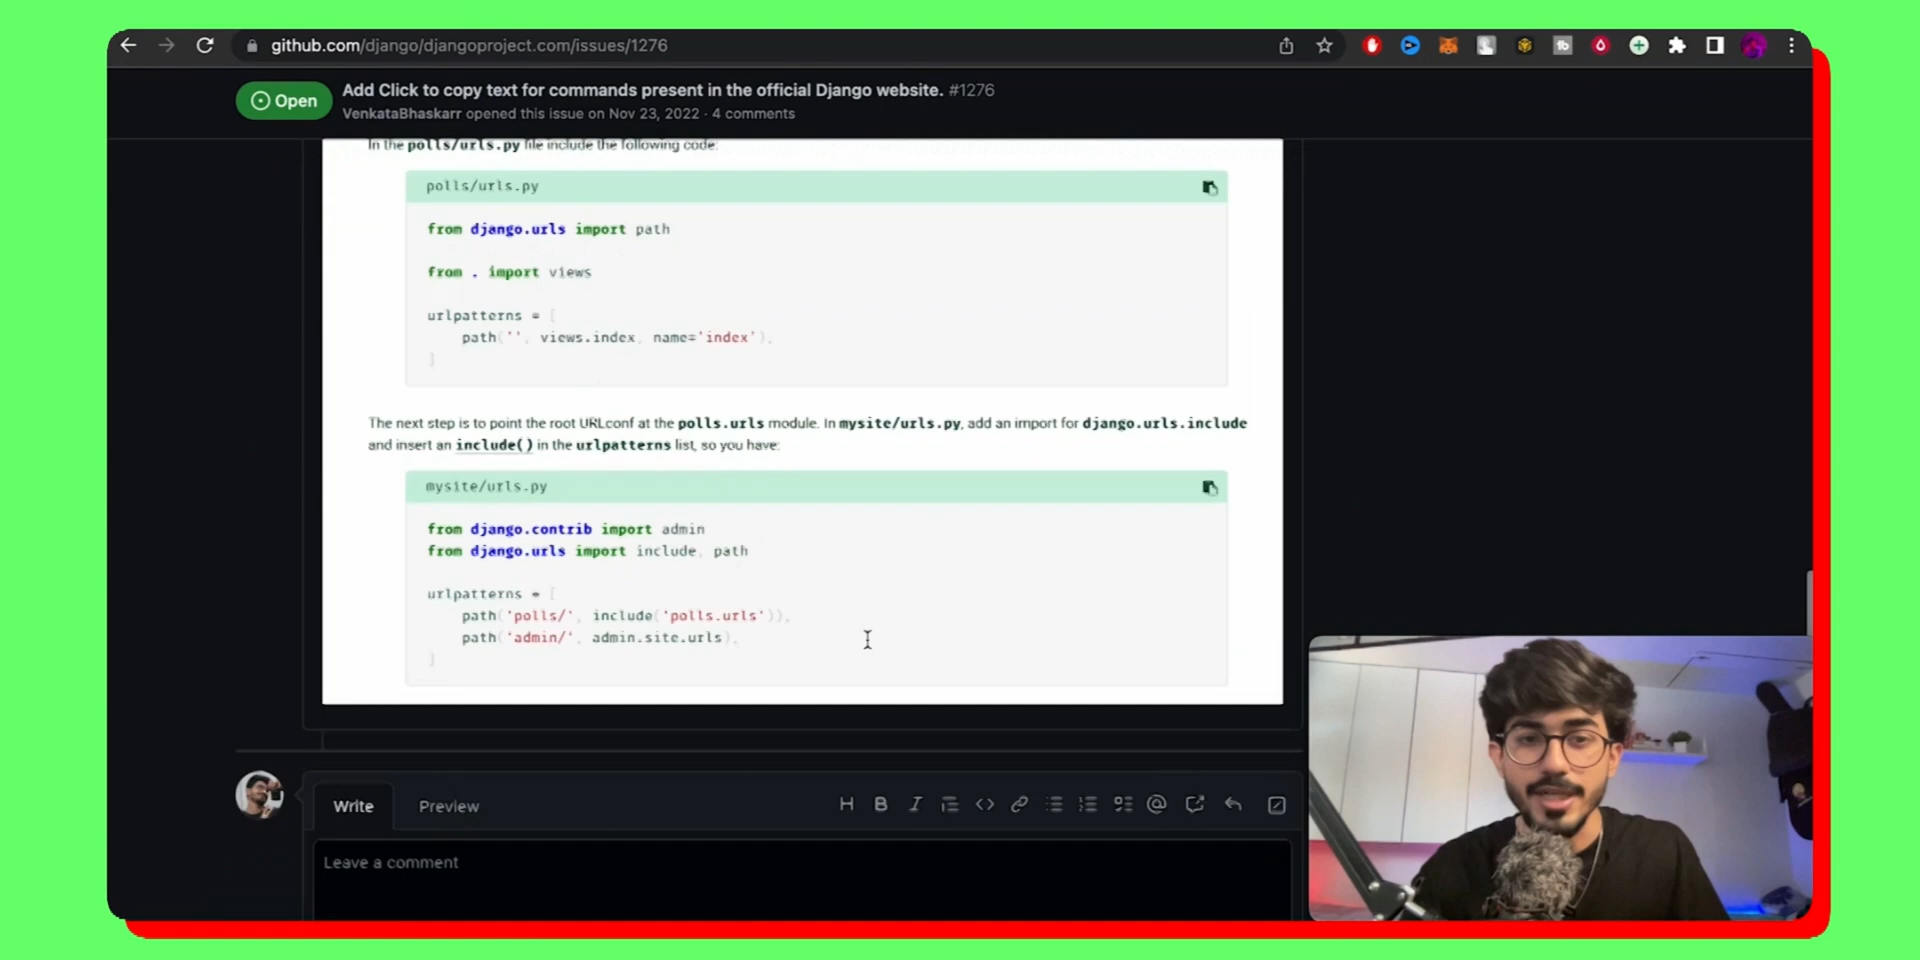 github.com/django/djangoproject.com/issues/1276
Open
Add Click to copy text for commands present in the official Django website. #1276
VenkataBhaskarr opened this issue on Nov 23, 2022 · 4 comments
In the polls/urls.py file include the following code:
polls/urls.py
from django.urls import path
from . import views
urlpatterns = [
path('', views.index, name='index'),
]
The next step is to point the root URLconf at the polls.urls module. In mysite/urls.py, add an import for django.urls.include
and insert an include() in the urlpatterns list, so you have:
mysite/urls.py
from django.contrib import admin
from django.urls import include, path
urlpatterns = [
path('polls/', include('polls.urls')),
path('admin/', admin.site.urls),
]
Write Preview H B I <> @
Leave a comment